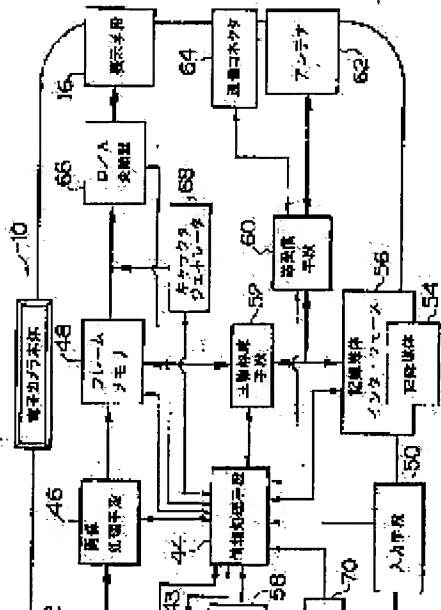 電子カメラ本体
10
46
画像
処理手段
48
フレーム
メモリ
66
D/A
変換器
16
表示手段
68
キャラクタ
ジェネレータ
64
通信コネクタ
62
アンテナ
60
送受信
手段
52
圧縮伸張
手段
44
情報処理手段
56
記録媒体
インターフェース
54
記録媒体
50
入力手段
58
70